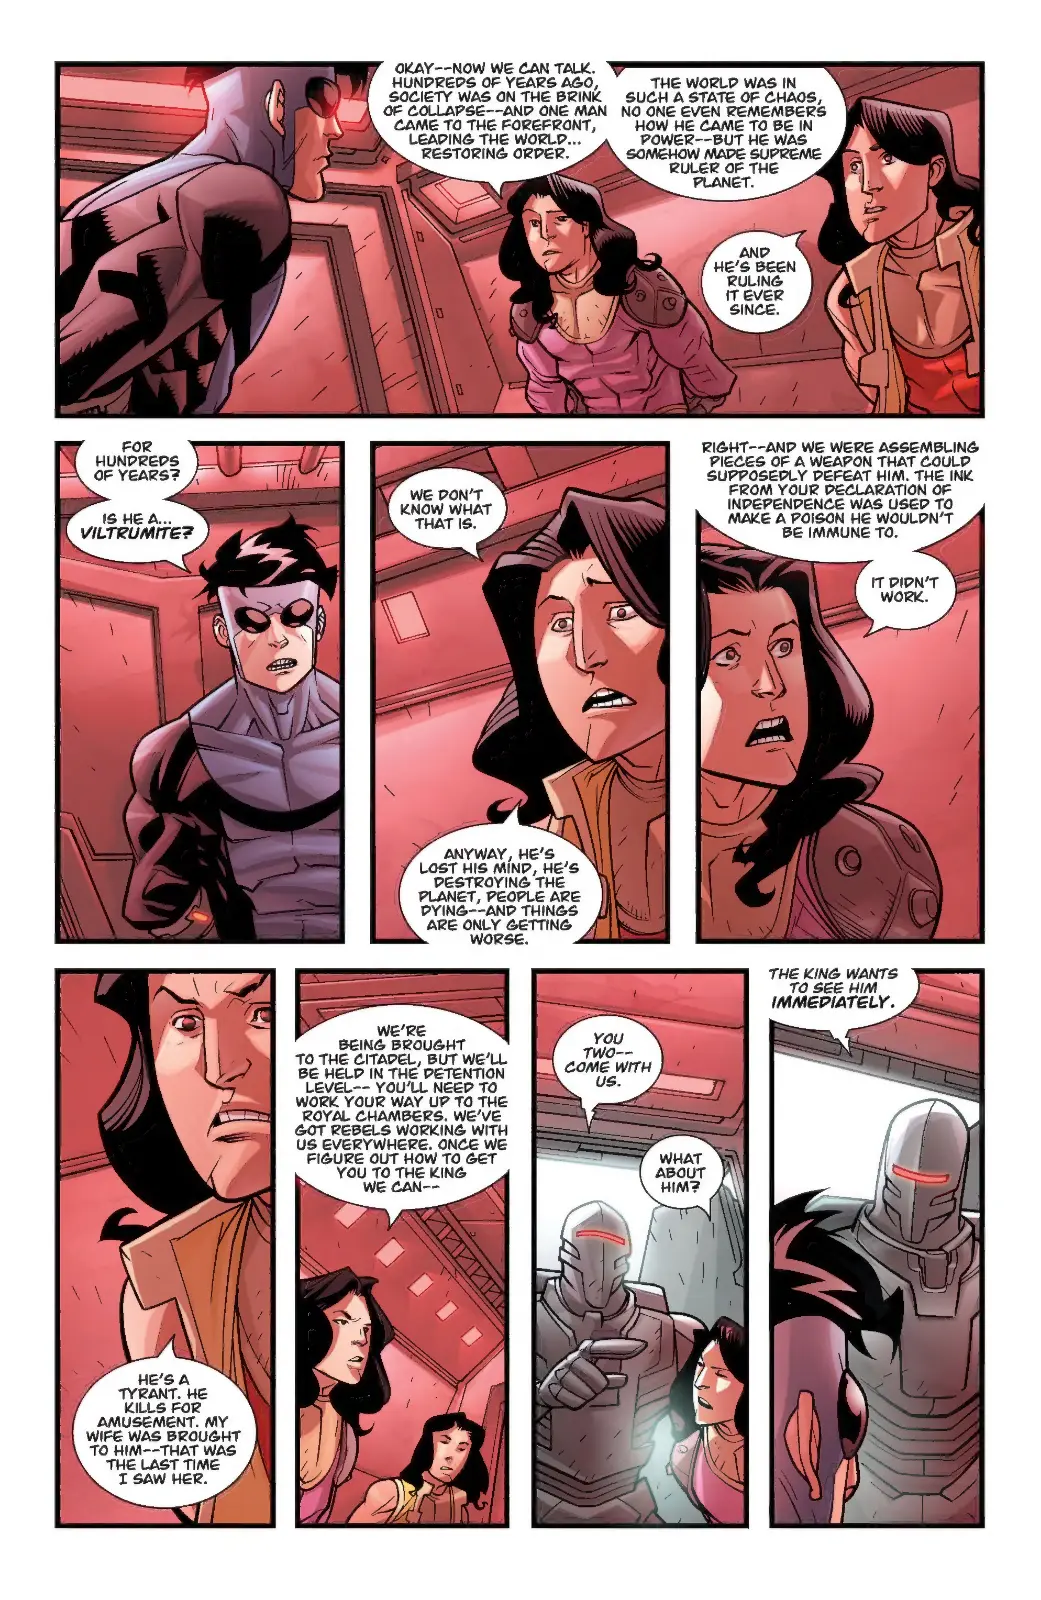 OKAY--NOW WE CAN TALK.
HUNDREDS OF YEARS AGO,
SOCIETY WAS ON THE BRINK
OF COLLAPSE--AND ONE MAN
CAME TO THE FOREFRONT,
LEADING THE WORLD...
RESTORING ORDER.
THE WORLD WAS IN
SUCH A STATE OF CHAOS,
NO ONE EVEN REMEMBERS
HOW HE CAME TO BE IN
POWER--BUT HE WAS
SOMEHOW MADE SUPREME
RULER OF THE
PLANET.
AND
HE'S BEEN
RULING
IT EVER
SINCE.
FOR
HUNDREDS
OF YEARS?
IS HE A...
VILTRUMITE?
WE DON'T
KNOW WHAT
THAT IS.
ANYWAY, HE'S
LOST HIS MIND, HE'S
DESTROYING THE
PLANET, PEOPLE ARE
DYING--AND THINGS
ARE ONLY GETTING
WORSE.
RIGHT--AND WE WERE ASSEMBLING
PIECES OF A WEAPON THAT COULD
SUPPOSEDLY DEFEAT HIM. THE INK
FROM YOUR DECLARATION OF
INDEPENDENCE WAS USED TO
MAKE A POISON HE WOULDN'T
BE IMMUNE TO.
IT DIDN'T
WORK.
HE'S A
TYRANT. HE
KILLS FOR
AMUSEMENT. MY
WIFE WAS BROUGHT
TO HIM--THAT WAS
THE LAST TIME
I SAW HER.
WE'RE
BEING BROUGHT
TO THE CITADEL, BUT WE'LL
BE HELD IN THE DETENTION
LEVEL-- YOU'LL NEED TO
WORK YOUR WAY UP TO THE
ROYAL CHAMBERS. WE'VE
GOT REBELS WORKING WITH
US EVERYWHERE. ONCE WE
FIGURE OUT HOW TO GET
YOU TO THE KING
WE CAN--
YOU
TWO--
COME WITH
US.
WHAT
ABOUT
HIM?
THE KING WANTS
TO SEE HIM
IMMEDIATELY.